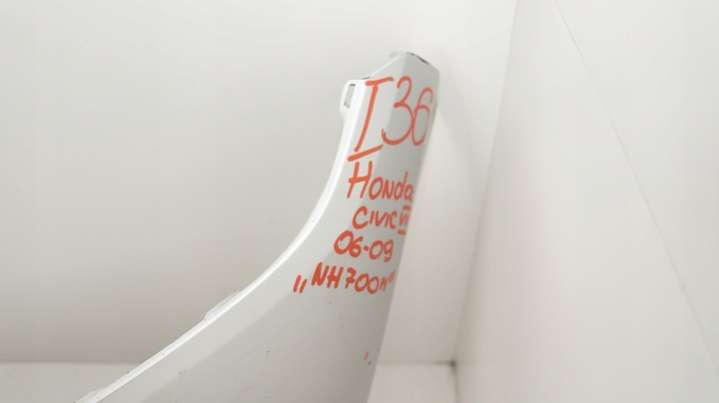 I36
Honda
CIVIC VIII
06-09
„NH700M"